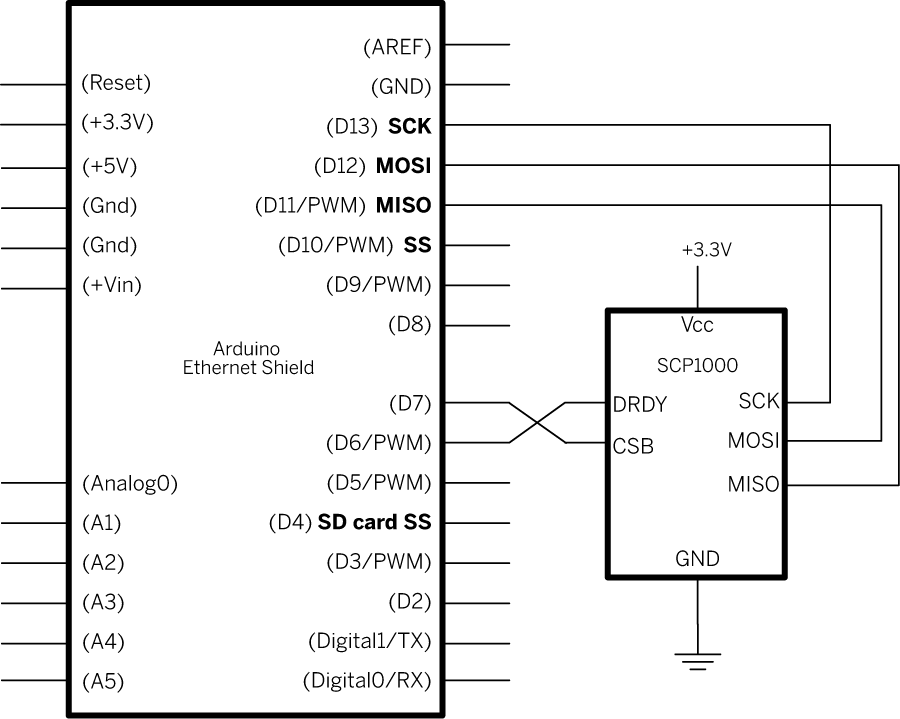 (AREF)
(Reset)
(GND)
(+3.3V)
(D13) SCK
(+5V)
(D12) MOSI
(Gnd)
(D11/PWM) MISO
(Gnd)
(D10/PWM) SS
+3.3V
(+Vin)
(D9/PWM)
(D8)
Vcc
Arduino
Ethernet Shield
SCP1000
(D7)
DRDY
SCK
(D6/PWM)
CSB
MOSI
(Analog0)
(D5/PWM)
MISO
(A1)
(D4) SD card SS
(A2)
(D3/PWM)
GND
(A3)
(D2)
(A4)
(Digital1/TX)
(A5)
(Digital0/RX)